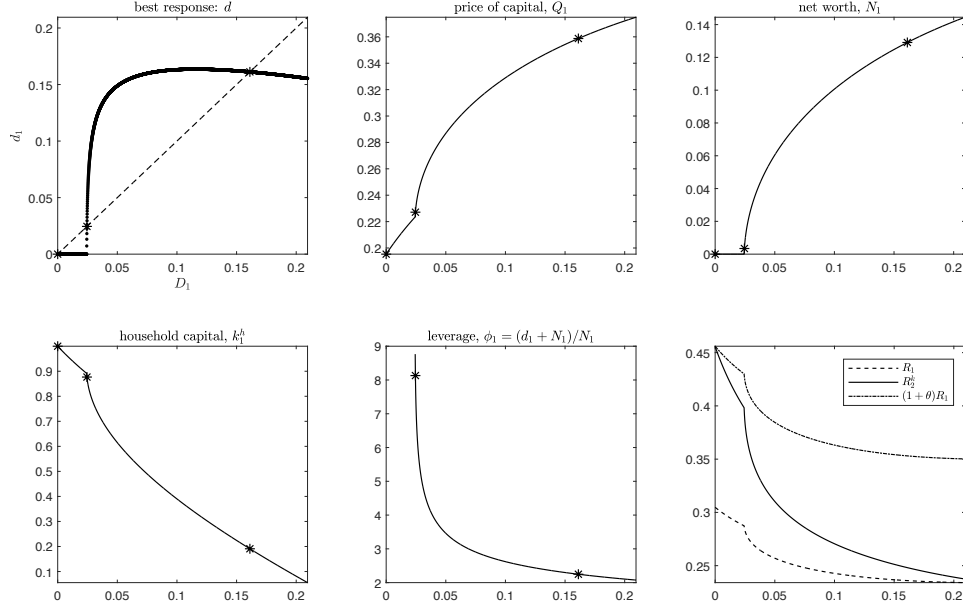 best response: d
0.2
0.15
0.1
0.05
0
d₁
0 0.05 0.1 0.15 0.2
D₁
price of capital, Q₁
0.36
0.34
0.32
0.3
0.28
0.26
0.24
0.22
0.2
0 0.05 0.1 0.15 0.2
net worth, N₁
0.14
0.12
0.1
0.08
0.06
0.04
0.02
0
0 0.05 0.1 0.15 0.2
household capital, k₁ʰ
1
0.9
0.8
0.7
0.6
0.5
0.4
0.3
0.2
0.1
0 0.05 0.1 0.15 0.2
leverage, ϕ₁ = (d₁ + N₁)/N₁
9
8
7
6
5
4
3
2
0 0.05 0.1 0.15 0.2
0.45
0.4
0.35
0.3
0.25
0 0.05 0.1 0.15 0.2
R₁
R₂ᵏ
(1 + θ)R₁